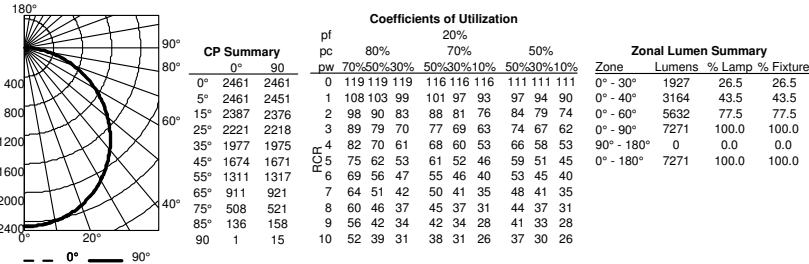 180°
90°
80°
60°
40°
400
800
1200
1600
2000
2400
0°
20°
0°
90°
CP Summary
0° 90
0° 2461 2461
5° 2461 2451
15° 2387 2376
25° 2221 2218
35° 1977 1975
45° 1674 1671
55° 1311 1317
65° 911 921
75° 508 521
85° 136 158
90 1 15
Coefficients of Utilization
pf 20%
pc 80% 70% 50%
pw 70%50%30% 50%30%10% 50%30%10%
RCR
0 119 119 119 116 116 116 111 111 111
1 108 103 99 101 97 93 97 94 90
2 98 90 83 88 81 76 84 79 74
3 89 79 70 77 69 63 74 67 62
4 82 70 61 68 60 53 66 58 53
5 75 62 53 61 52 46 59 51 45
6 69 56 47 55 46 40 53 45 40
7 64 51 42 50 41 35 48 41 35
8 60 46 37 45 37 31 44 37 31
9 56 42 34 42 34 28 41 33 28
10 52 39 31 38 31 26 37 30 26
Zonal Lumen Summary
Zone Lumens % Lamp % Fixture
0° - 30° 1927 26.5 26.5
0° - 40° 3164 43.5 43.5
0° - 60° 5632 77.5 77.5
0° - 90° 7271 100.0 100.0
90° - 180° 0 0.0 0.0
0° - 180° 7271 100.0 100.0